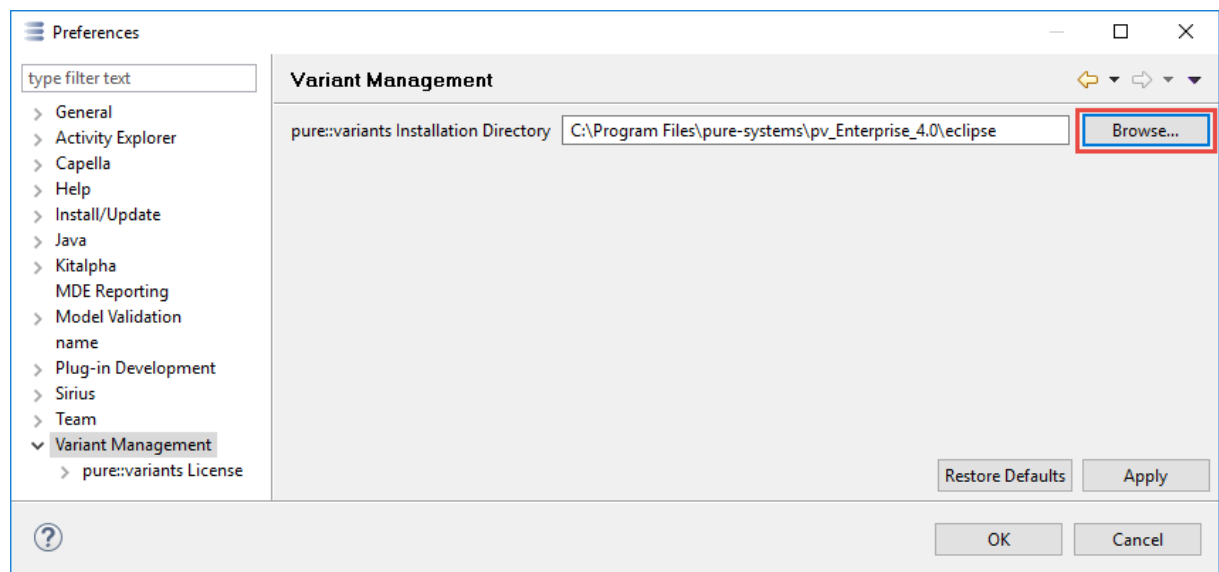 Preferences
type filter text
Variant Management
General
Activity Explorer
Capella
Help
Install/Update
Java
Kitalpha
MDE Reporting
Model Validation
name
Plug-in Development
Sirius
Team
Variant Management
pure::variants License
pure::variants Installation Directory C:\Program Files\pure-systems\pv_Enterprise_4.0\eclipse Browse...
Restore Defaults Apply
? OK Cancel